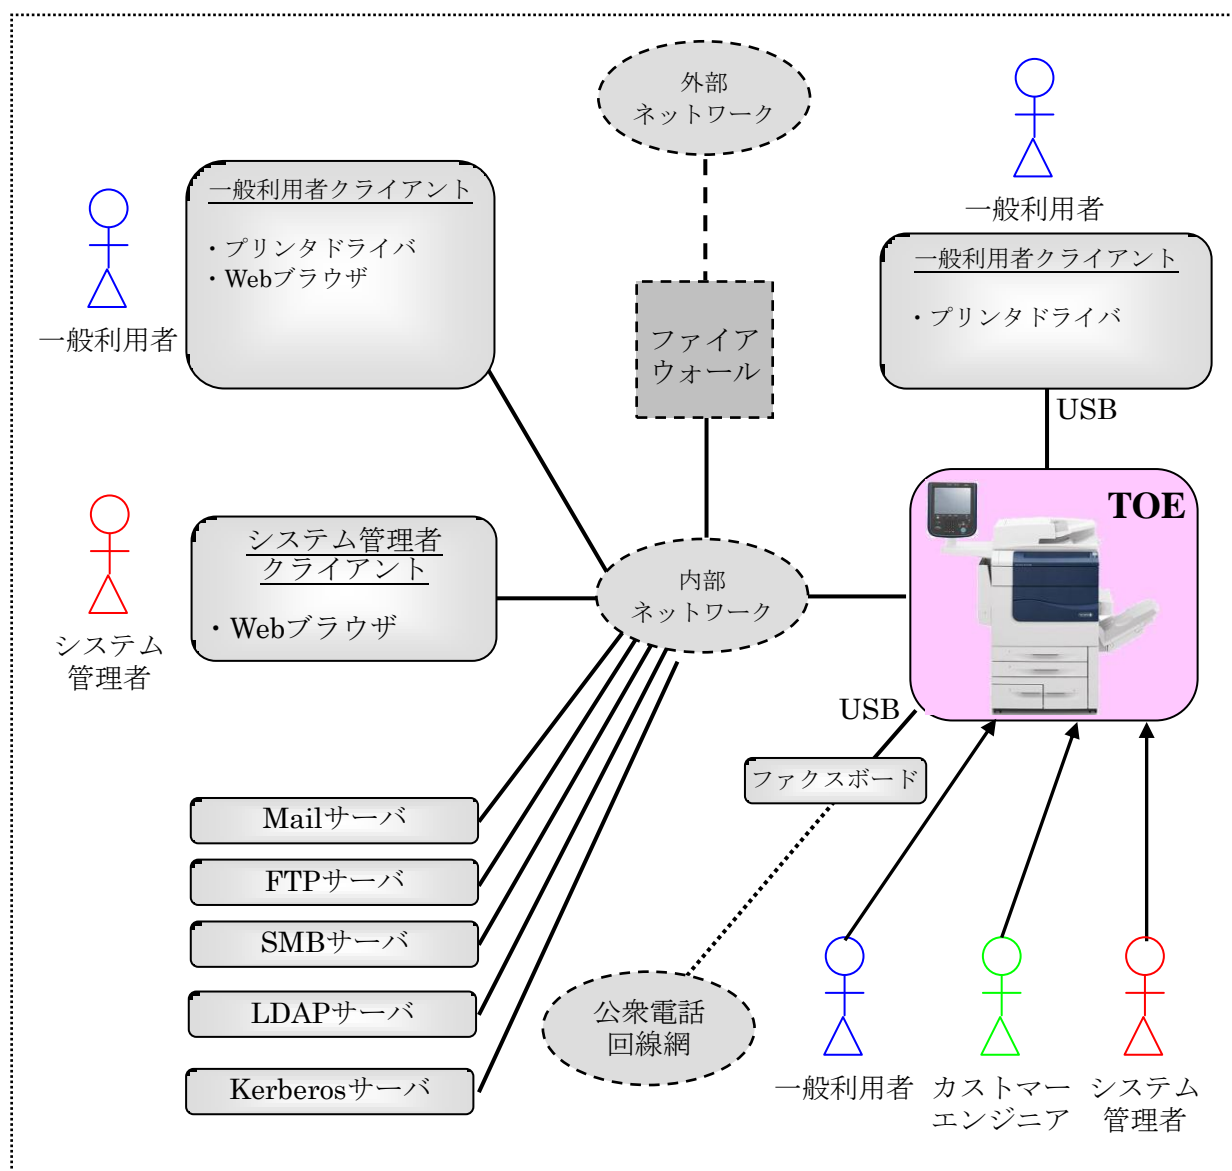 外部
ネットワーク
一般利用者クライアント
・プリンタドライバ
・Webブラウザ
一般利用者
一般利用者
一般利用者クライアント
・プリンタドライバ
ファイア
ウォール
USB
TOE
システム管理者
クライアント
・Webブラウザ
システム
管理者
内部
ネットワーク
USB
ファクスボード
Mailサーバ
FTPサーバ
SMBサーバ
LDAPサーバ
Kerberosサーバ
公衆電話
回線網
一般利用者
カストマー
エンジニア
システム
管理者